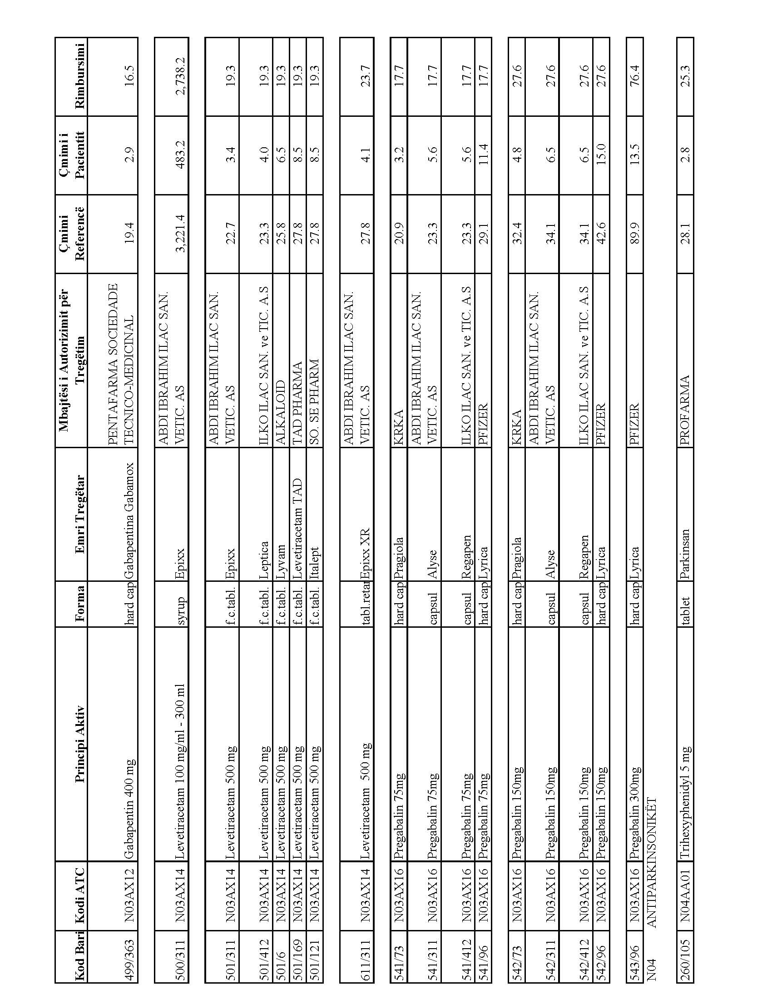 Kod Bari Kodi ATC Principi Aktiv Forma Emri Tregëtar Mbajtësi i Autorizimit për Tregëtim Çmimi Referencë Çmimi i Pacientit Rimbursimi
499/363 N03AX12 Gabapentin 400 mg hard cap Gabapentina Gabamox PENTAFARMA SOCIEDADE TECNICO-MEDICINAL 19.4 2.9 16.5
500/311 N03AX14 Levetiracetam 100 mg/ml - 300 ml syrup Epixx ABDI IBRAHIM ILAC SAN. VETIC. AS 3,221.4 483.2 2,738.2
501/311 N03AX14 Levetiracetam 500 mg f.c.tabl. Epixx ABDI IBRAHIM ILAC SAN. VETIC. AS 22.7 3.4 19.3
501/412 N03AX14 Levetiracetam 500 mg f.c.tabl. Leptica ILKO ILAC SAN. ve TIC. A.S 23.3 4.0 19.3
501/6 N03AX14 Levetiracetam 500 mg f.c.tabl. Lyvam ALKALOID 25.8 6.5 19.3
501/169 N03AX14 Levetiracetam 500 mg f.c.tabl. Levetiracetam TAD TAD PHARMA 27.8 8.5 19.3
501/121 N03AX14 Levetiracetam 500 mg f.c.tabl. Italept SO. SE PHARM 27.8 8.5 19.3
611/311 N03AX14 Levetiracetam 500 mg tabl.retar Epixx XR ABDI IBRAHIM ILAC SAN. VETIC. AS 27.8 4.1 23.7
541/73 N03AX16 Pregabalin 75mg hard cap Pragiola KRKA 20.9 3.2 17.7
541/311 N03AX16 Pregabalin 75mg capsul Alyse ABDI IBRAHIM ILAC SAN. VETIC. AS 23.3 5.6 17.7
541/412 N03AX16 Pregabalin 75mg capsul Regapen ILKO ILAC SAN. ve TIC. A.S 23.3 5.6 17.7
541/96 N03AX16 Pregabalin 75mg hard cap Lyrica PFIZER 29.1 11.4 17.7
542/73 N03AX16 Pregabalin 150mg hard cap Pragiola KRKA 32.4 4.8 27.6
542/311 N03AX16 Pregabalin 150mg capsul Alyse ABDI IBRAHIM ILAC SAN. VETIC. AS 34.1 6.5 27.6
542/412 N03AX16 Pregabalin 150mg capsul Regapen ILKO ILAC SAN. ve TIC. A.S 34.1 6.5 27.6
542/96 N03AX16 Pregabalin 150mg hard cap Lyrica PFIZER 42.6 15.0 27.6
543/96 N03AX16 Pregabalin 300mg hard cap Lyrica PFIZER 89.9 13.5 76.4
N04 ANTIPARKINSONIKËT
260/105 N04AA01 Trihexyphenidyl 5 mg tablet Parkinsan PROFARMA 28.1 2.8 25.3